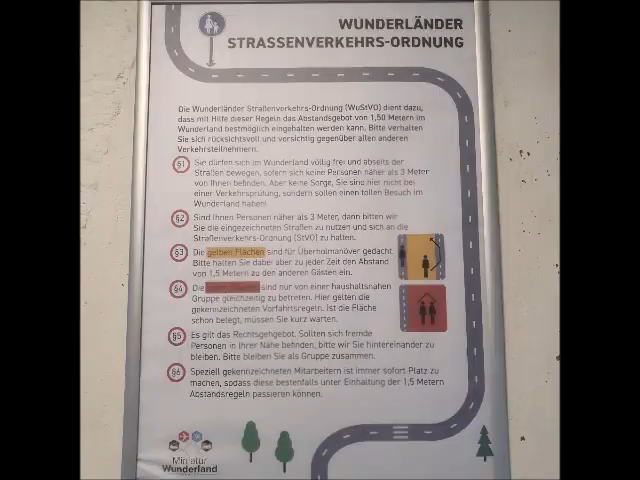 WUNDERLÄNDER
STRASSENVERKEHRS-ORDNUNG
Die Wunderländer Straßenverkehrs-Ordnung (WuStVO) dient dazu,
dass mit Hilfe dieser Regeln das Abstandsgebot von 1,50 Metern im
Wunderland bestmöglich eingehalten werden kann. Bitte verhalten
Sie sich rücksichtsvoll und vorsichtig gegenüber allen anderen
Verkehrsteilnehmern.
§1 Sie dürfen sich im Wunderland völlig frei und abseits der
Straßen bewegen, sofern sich keine Personen näher als 3 Meter
von Ihnen befinden. Aber keine Sorge, Sie sind hier nicht bei
einer Verkehrsprüfung, sondern sollen einen tollen Besuch im
Wunderland haben!
§2 Sind Ihnen Personen näher als 3 Meter, dann bitten wir
Sie die eingezeichneten Straßen zu nutzen und sich an die
Straßenverkehrs-Ordnung (StVO) zu halten.
§3 Die gelben Flächen sind für Überholmanöver gedacht.
Bitte halten Sie dabei aber zu jeder Zeit den Abstand
von 1,5 Metern zu den anderen Gästen ein.
§4 Die sind nur von einer haushaltsnahen
Gruppe gleichzeitig zu betreten. Hier gelten die
gekennzeichneten Vorfahrtsregeln. Ist die Fläche
schon belegt, müssen Sie kurz warten.
§5 Es gilt das Rechtsgehgebot. Sollten sich fremde
Personen in Ihrer Nähe befinden, bitte wir Sie hintereinander zu
bleiben. Bitte bleiben Sie als Gruppe zusammen.
§6 Speziell gekennzeichneten Mitarbeitern ist immer sofort Platz zu
machen, sodass diese bestenfalls unter Einhaltung der 1,5 Metern
Abstandsregeln passieren können.
Miniatur
Wunderland